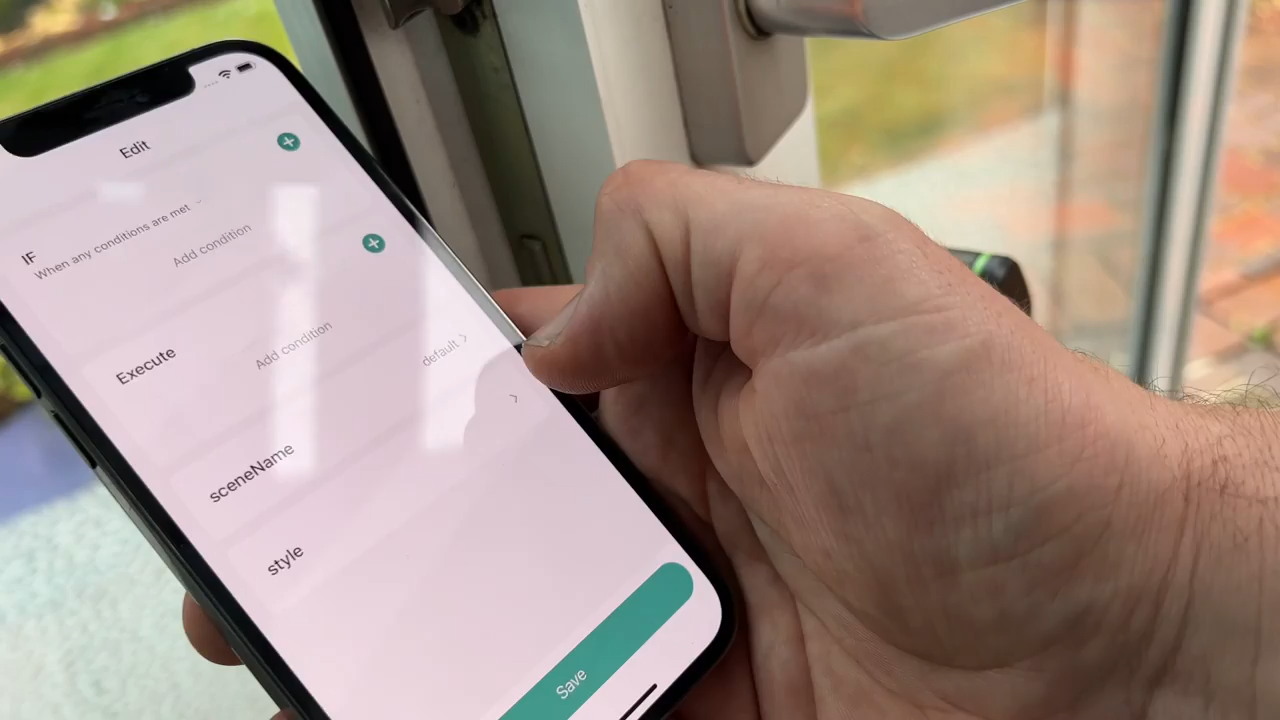 Edit
IF
When any conditions are met
Add condition
Execute
Add condition
sceneName
default
style
Save